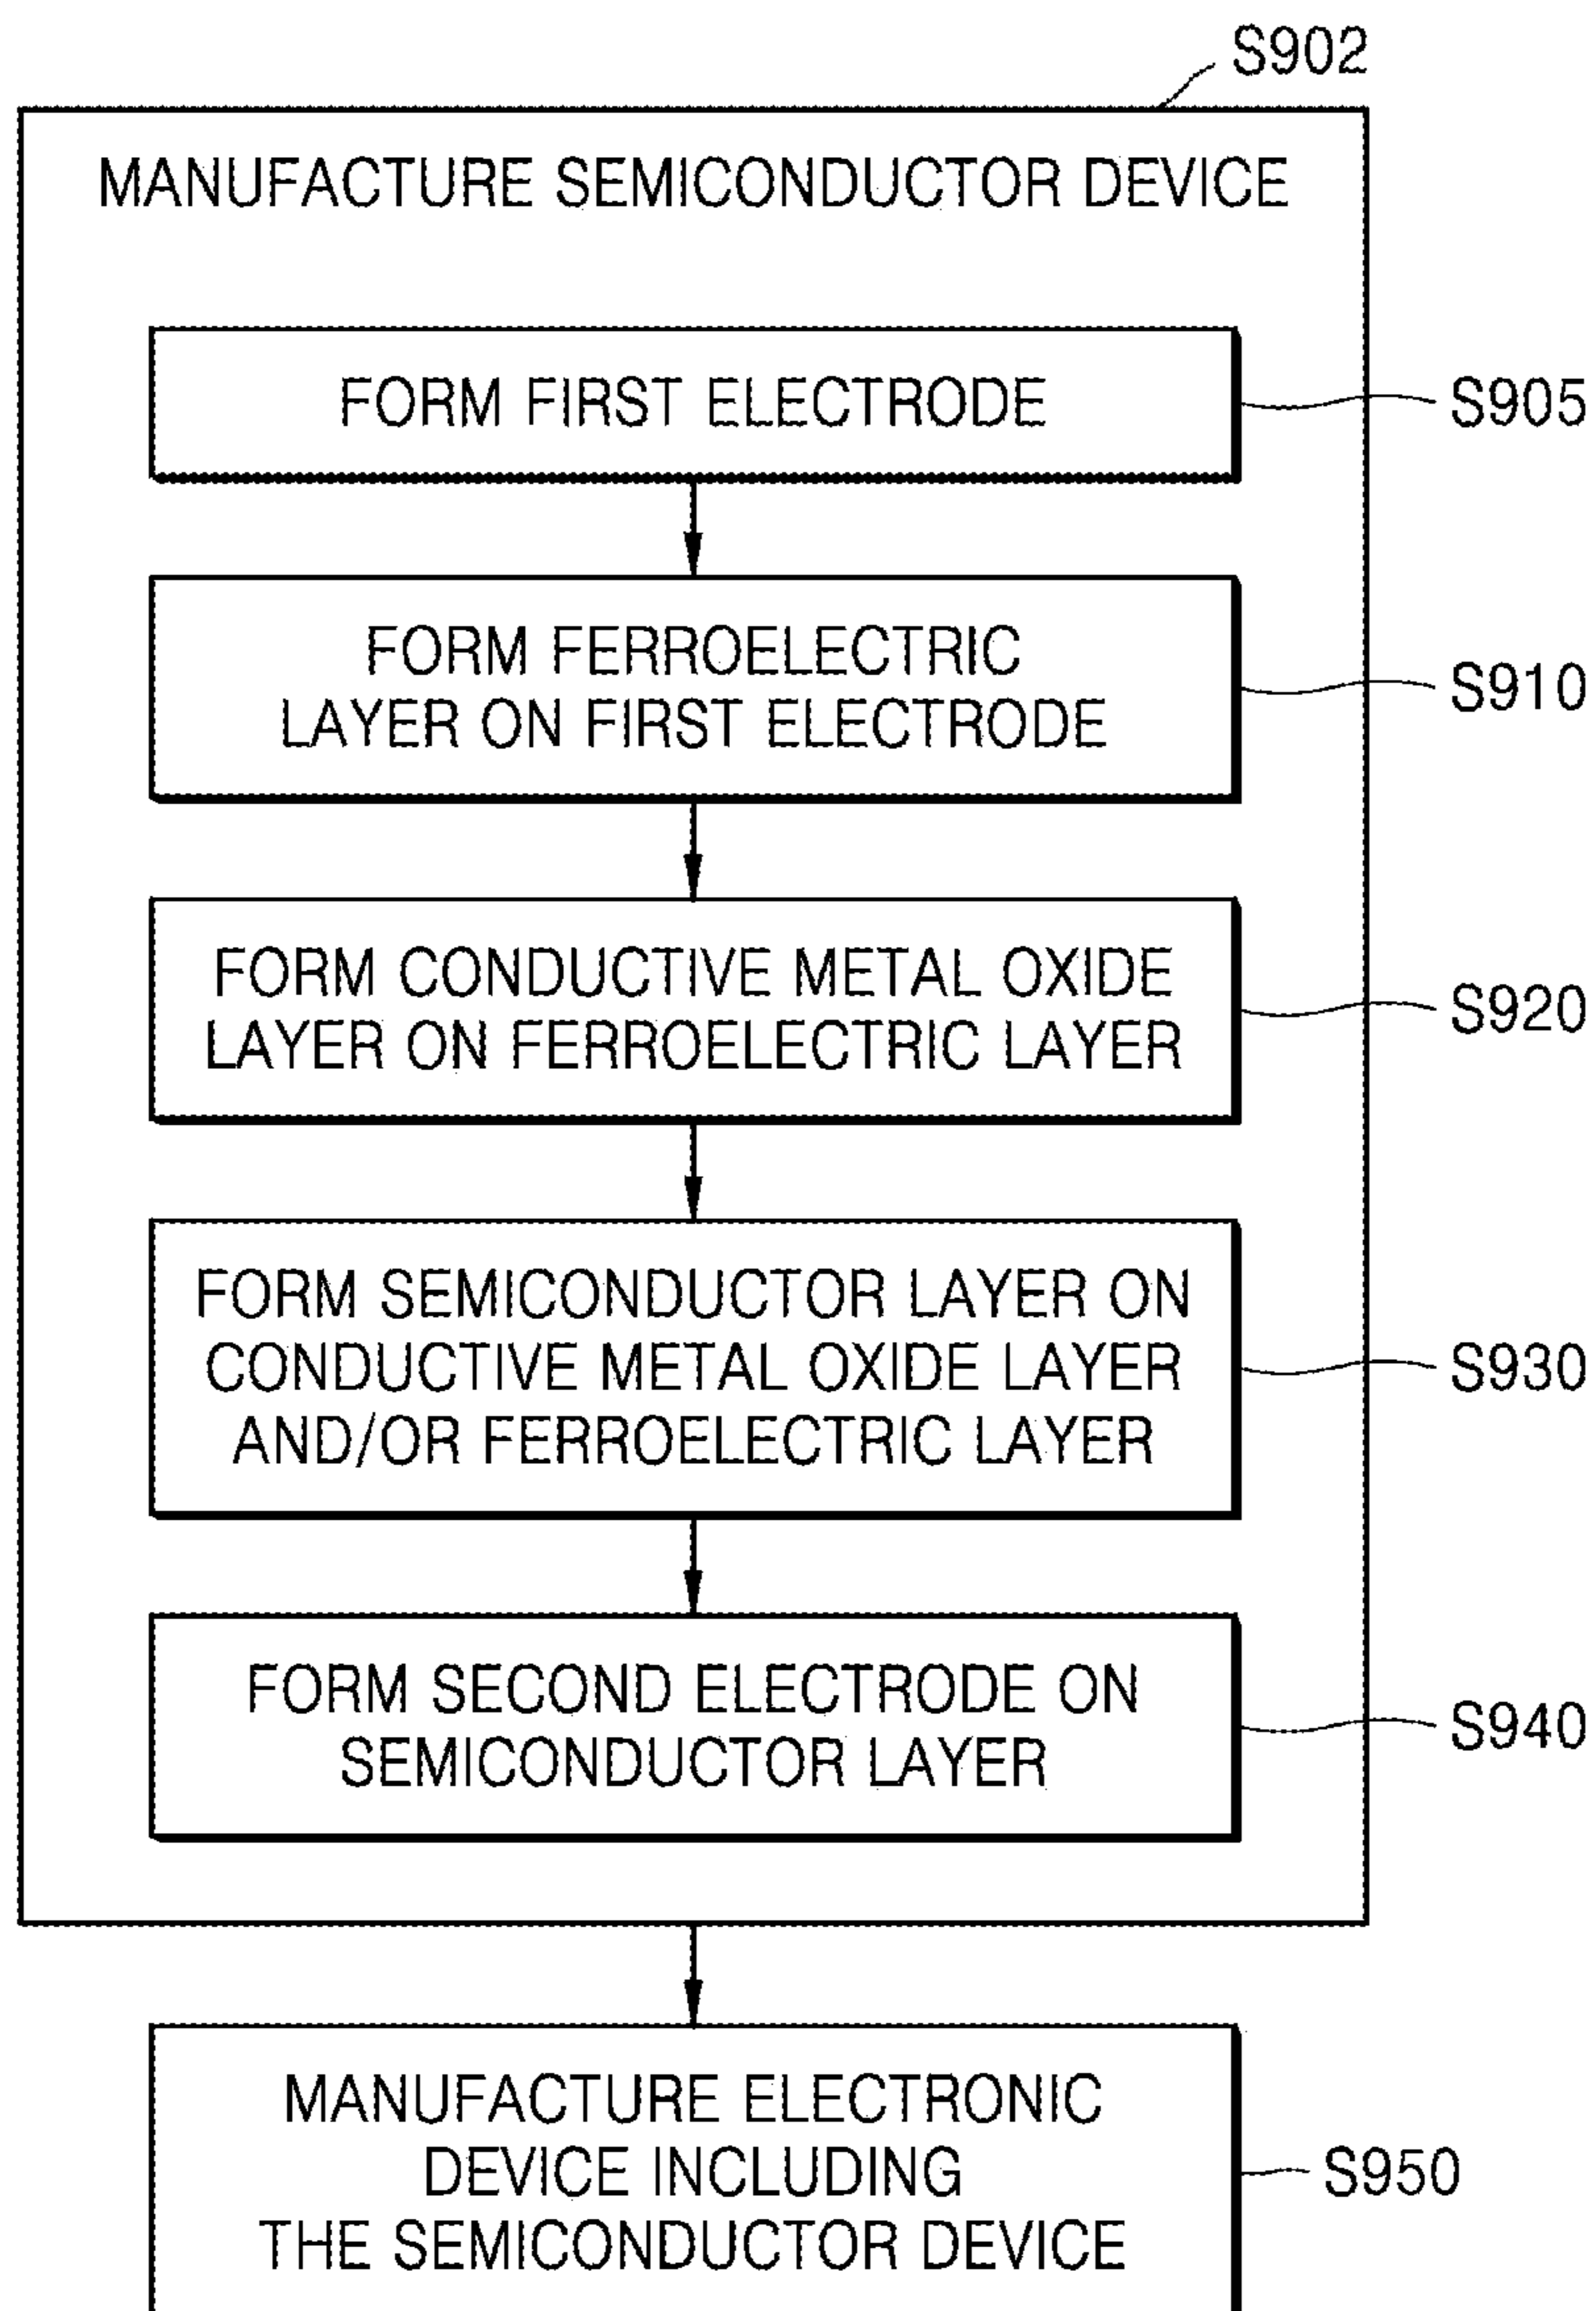 S902
MANUFACTURE SEMICONDUCTOR DEVICE
FORM FIRST ELECTRODE
S905
FORM FERROELECTRIC
LAYER ON FIRST ELECTRODE
S910
FORM CONDUCTIVE METAL OXIDE
LAYER ON FERROELECTRIC LAYER
S920
FORM SEMICONDUCTOR LAYER ON
CONDUCTIVE METAL OXIDE LAYER
AND/OR FERROELECTRIC LAYER
S930
FORM SECOND ELECTRODE ON
SEMICONDUCTOR LAYER
S940
MANUFACTURE ELECTRONIC
DEVICE INCLUDING
THE SEMICONDUCTOR DEVICE
S950